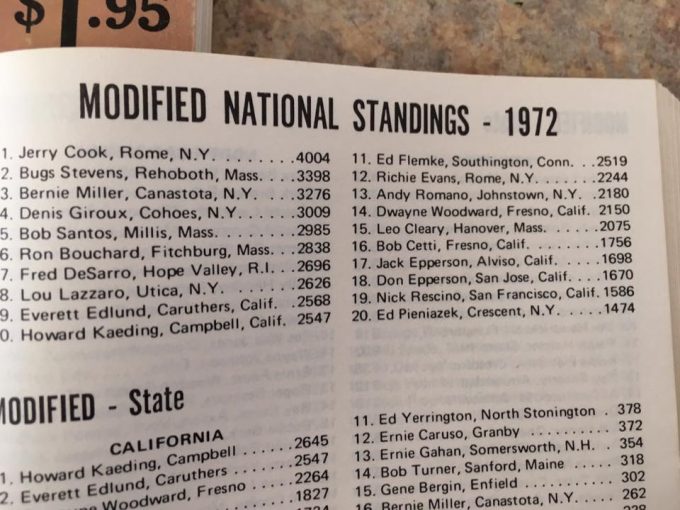 $1.95
MODIFIED NATIONAL STANDINGS - 1972
1. Jerry Cook, Rome, N.Y. . . . . . . .4004
2. Bugs Stevens, Rehoboth, Mass. . . .3398
3. Bernie Miller, Canastota, N.Y. . . .3276
4. Denis Giroux, Cohoes, N.Y. . . . . .3009
5. Bob Santos, Millis, Mass. . . . . . .2985
6. Ron Bouchard, Fitchburg, Mass. . .2838
7. Fred DeSarro, Hope Valley, R.I. . .2696
8. Lou Lazzaro, Utica, N.Y. . . . . . .2626
9. Everett Edlund, Caruthers, Calif. .2568
0. Howard Kaeding, Campbell, Calif. 2547
11. Ed Flemke, Southington, Conn. . .2519
12. Richie Evans, Rome, N.Y. . . . . . .2244
13. Andy Romano, Johnstown, N.Y. .2180
14. Dwayne Woodward, Fresno, Calif. 2150
15. Leo Cleary, Hanover, Mass. . . . . .2075
16. Bob Cetti, Fresno, Calif. . . . . . . .1756
17. Jack Epperson, Alviso, Calif. . . . .1698
18. Don Epperson, San Jose, Calif. . . .1670
19. Nick Rescino, San Francisco, Calif. 1586
20. Ed Pieniazek, Crescent, N.Y. . . . .1474
MODIFIED - State
CALIFORNIA
1. Howard Kaeding, Campbell . . . . . .2645
2. Everett Edlund, Caruthers . . . . . .2547
Woodward, Fresno . . . . .2264
1827
11. Ed Yerrington, North Stonington . 378
12. Ernie Caruso, Granby . . . . . . . . . . 372
13. Ernie Gahan, Somersworth, N.H. . 354
14. Bob Turner, Sanford, Maine . . . . . 318
15. Gene Bergin, Enfield . . . . . . . . . . . 302
16. Bernie Miller, Canastota, N.Y. . . . . 262